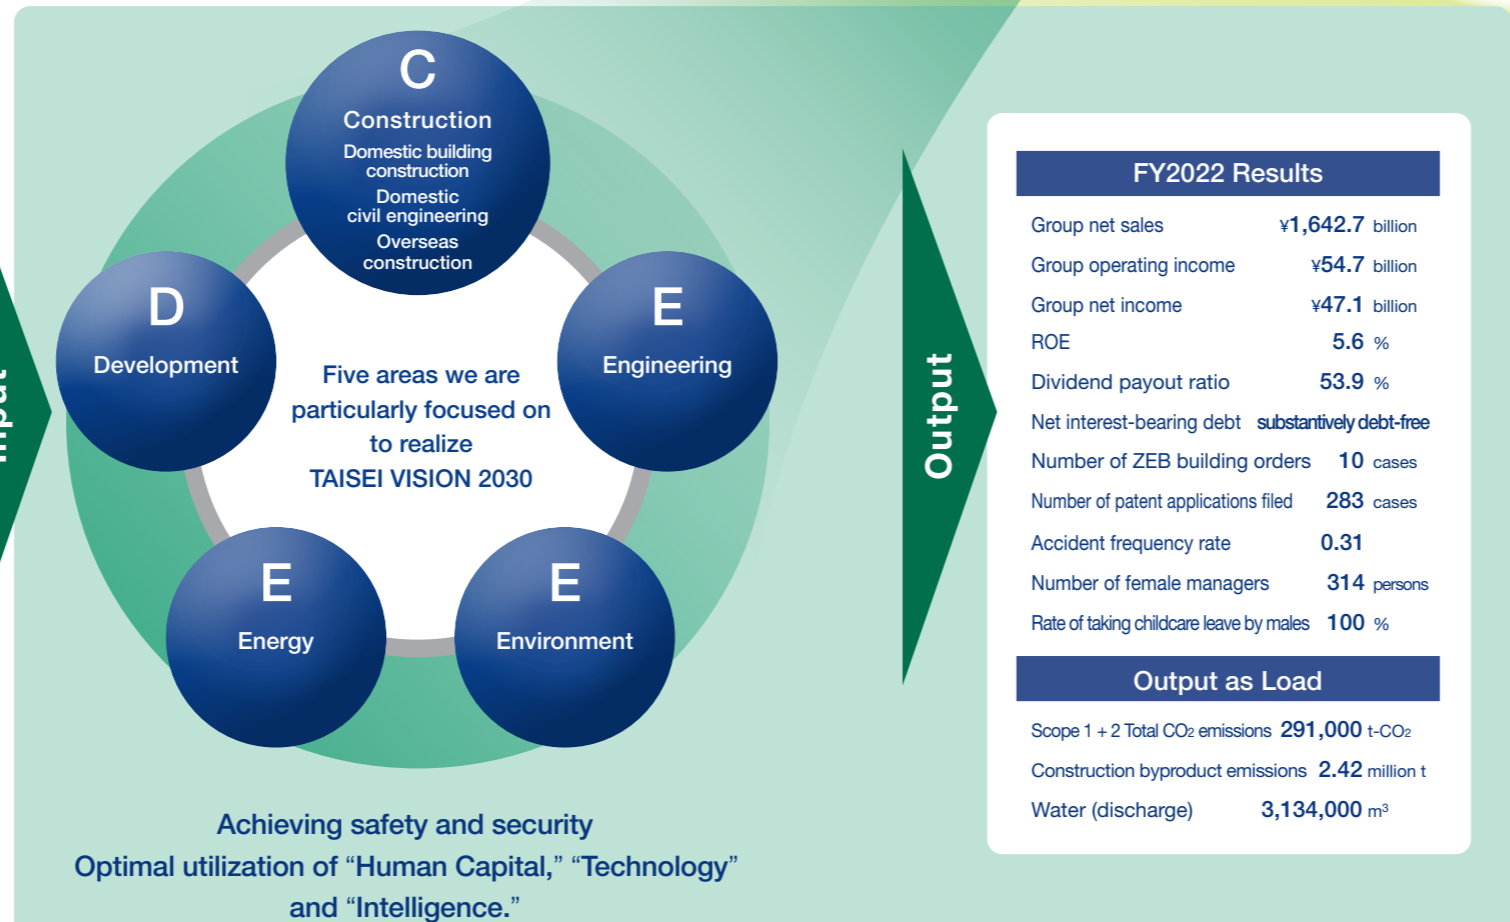 Input
C
Construction
Domestic building
construction
Domestic
civil engineering
Overseas
construction
D
Development
E
Engineering
Five areas we are
particularly focused on
to realize
TAISEI VISION 2030
E
Energy
E
Environment
Achieving safety and security
Optimal utilization of “Human Capital,” “Technology”
and “Intelligence.”
Output
FY2022 Results
Group net sales ¥1,642.7 billion
Group operating income ¥54.7 billion
Group net income ¥47.1 billion
ROE 5.6 %
Dividend payout ratio 53.9 %
Net interest-bearing debt substantively debt-free
Number of ZEB building orders 10 cases
Number of patent applications filed 283 cases
Accident frequency rate 0.31
Number of female managers 314 persons
Rate of taking childcare leave by males 100 %
Output as Load
Scope 1 + 2 Total CO₂ emissions 291,000 t-CO₂
Construction byproduct emissions 2.42 million t
Water (discharge) 3,134,000 m³